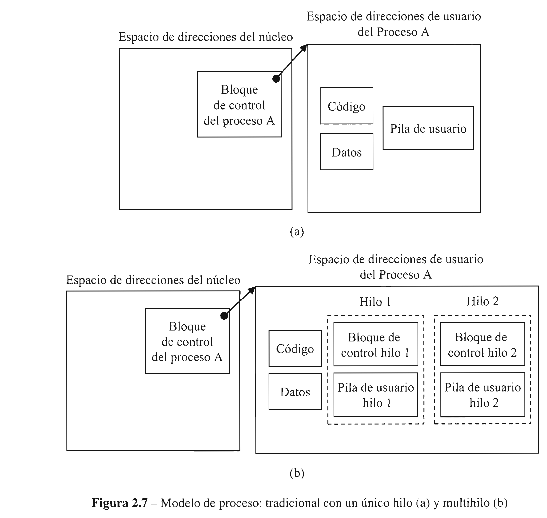 Espacio de direcciones de usuario
del Proceso A
Espacio de direcciones del núcleo
Bloque
de control
del proceso A
Código
Datos
Pila de usuario
(a)
Espacio de direcciones de usuario
del Proceso A
Espacio de direcciones del núcleo
Hilo 1
Hilo 2
Bloque
de control
del proceso A
Código
Datos
Bloque de
control hilo 1
Pila de usuario
hilo 1
Bloque de
control hilo 2
Pila de usuario
hilo 2
(b)
Figura 2.7 – Modelo de proceso: tradicional con un único hilo (a) y multihilo (b)